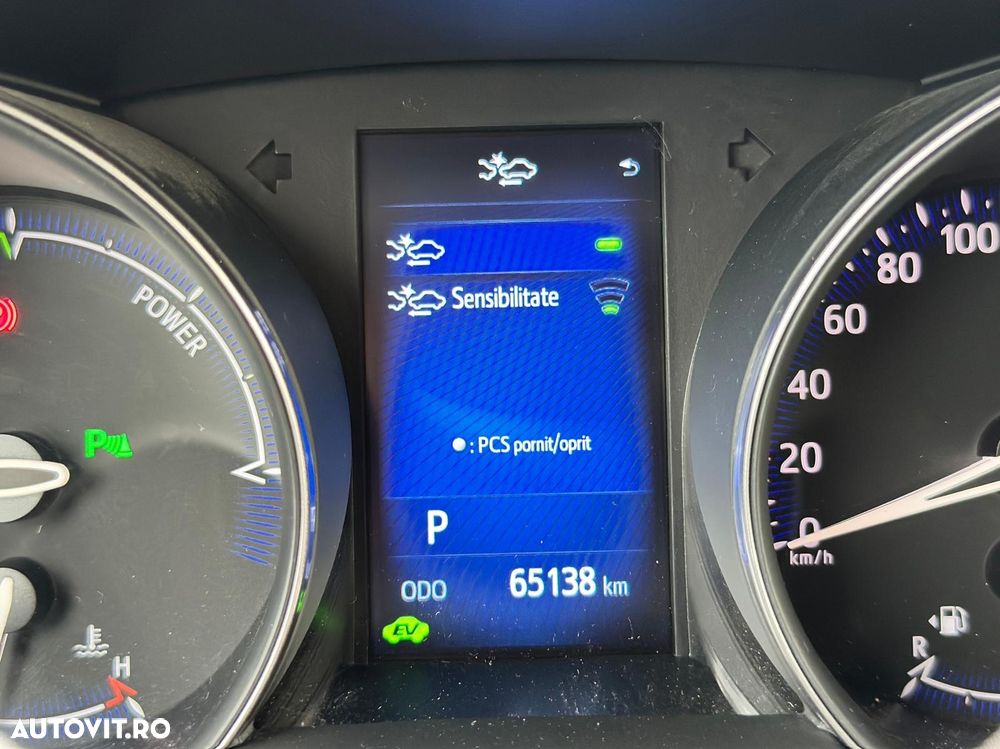 Sensibilitate
: PCS pornit/oprit
P
ODO 65138 km
EV
POWER
P
H
100
80
60
40
20
0
km/h
R
AUTOVIT.RO